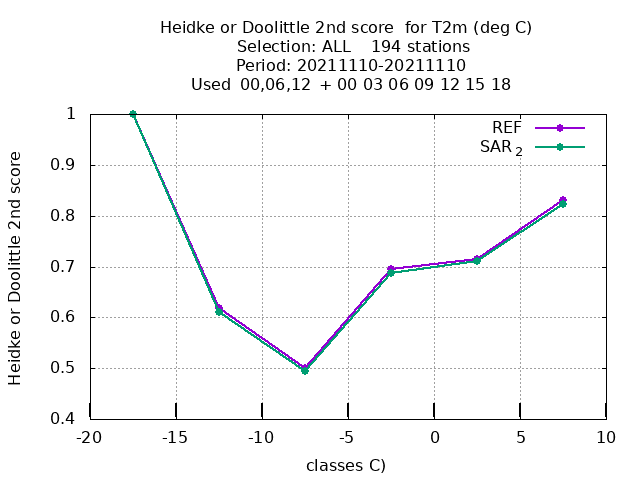 Heidke or Doolittle 2nd score  for T2m (deg C)
Selection: ALL    194 stations
Period: 20211110-20211110
Used  00,06,12  + 00 03 06 09 12 15 18
REF
SAR 2
1
0.9
0.8
0.7
0.6
0.5
0.4
Heidke or Doolittle 2nd score
-20 -15 -10 -5 0 5 10
classes C)